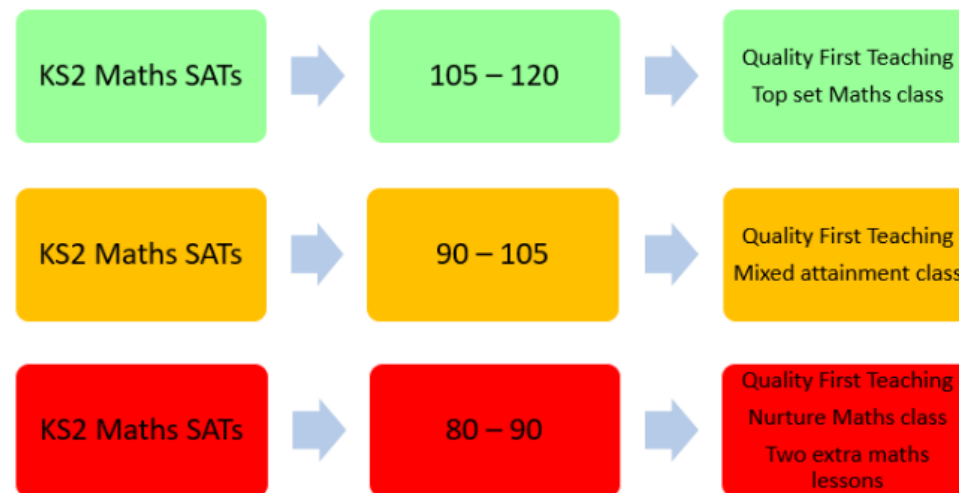 KS2 Maths SATs
105 – 120
Quality First Teaching
Top set Maths class
KS2 Maths SATs
90 – 105
Quality First Teaching
Mixed attainment class
KS2 Maths SATs
80 – 90
Quality First Teaching
Nurture Maths class
Two extra maths
lessons